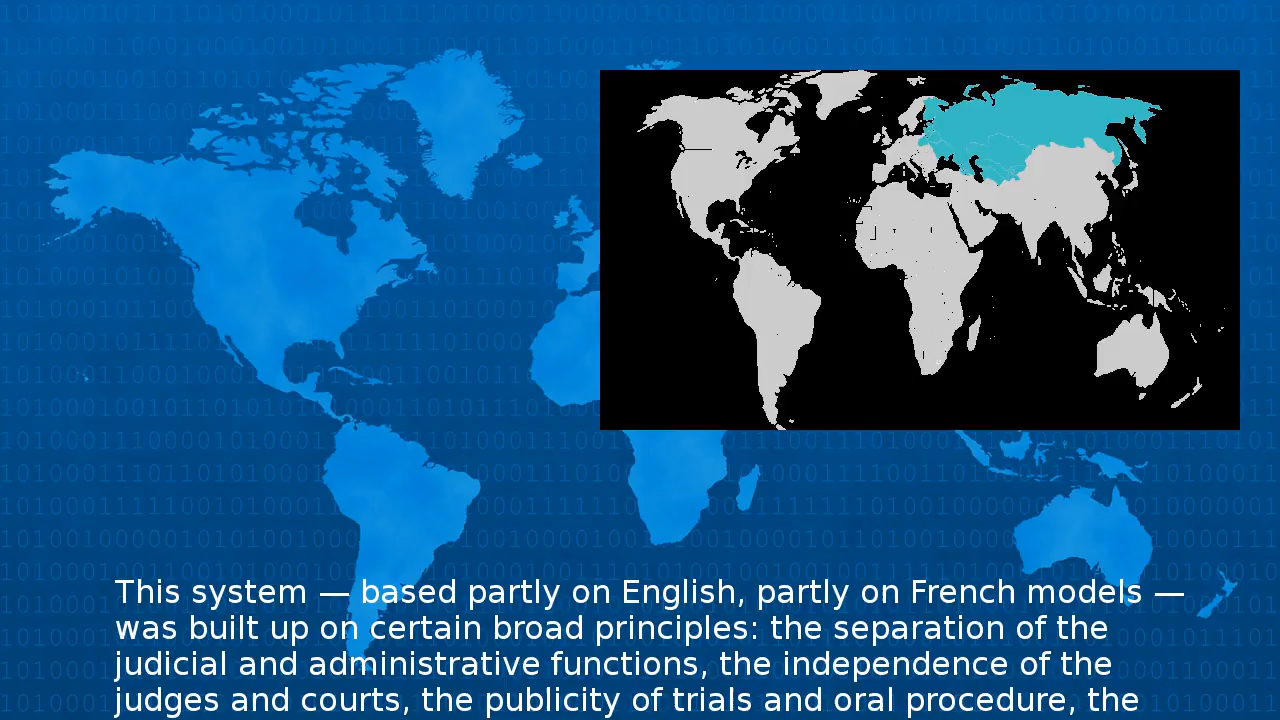 This system — based partly on English, partly on French models —
was built up on certain broad principles: the separation of the
judicial and administrative functions, the independence of the
judges and courts, the publicity of trials and oral procedure, the